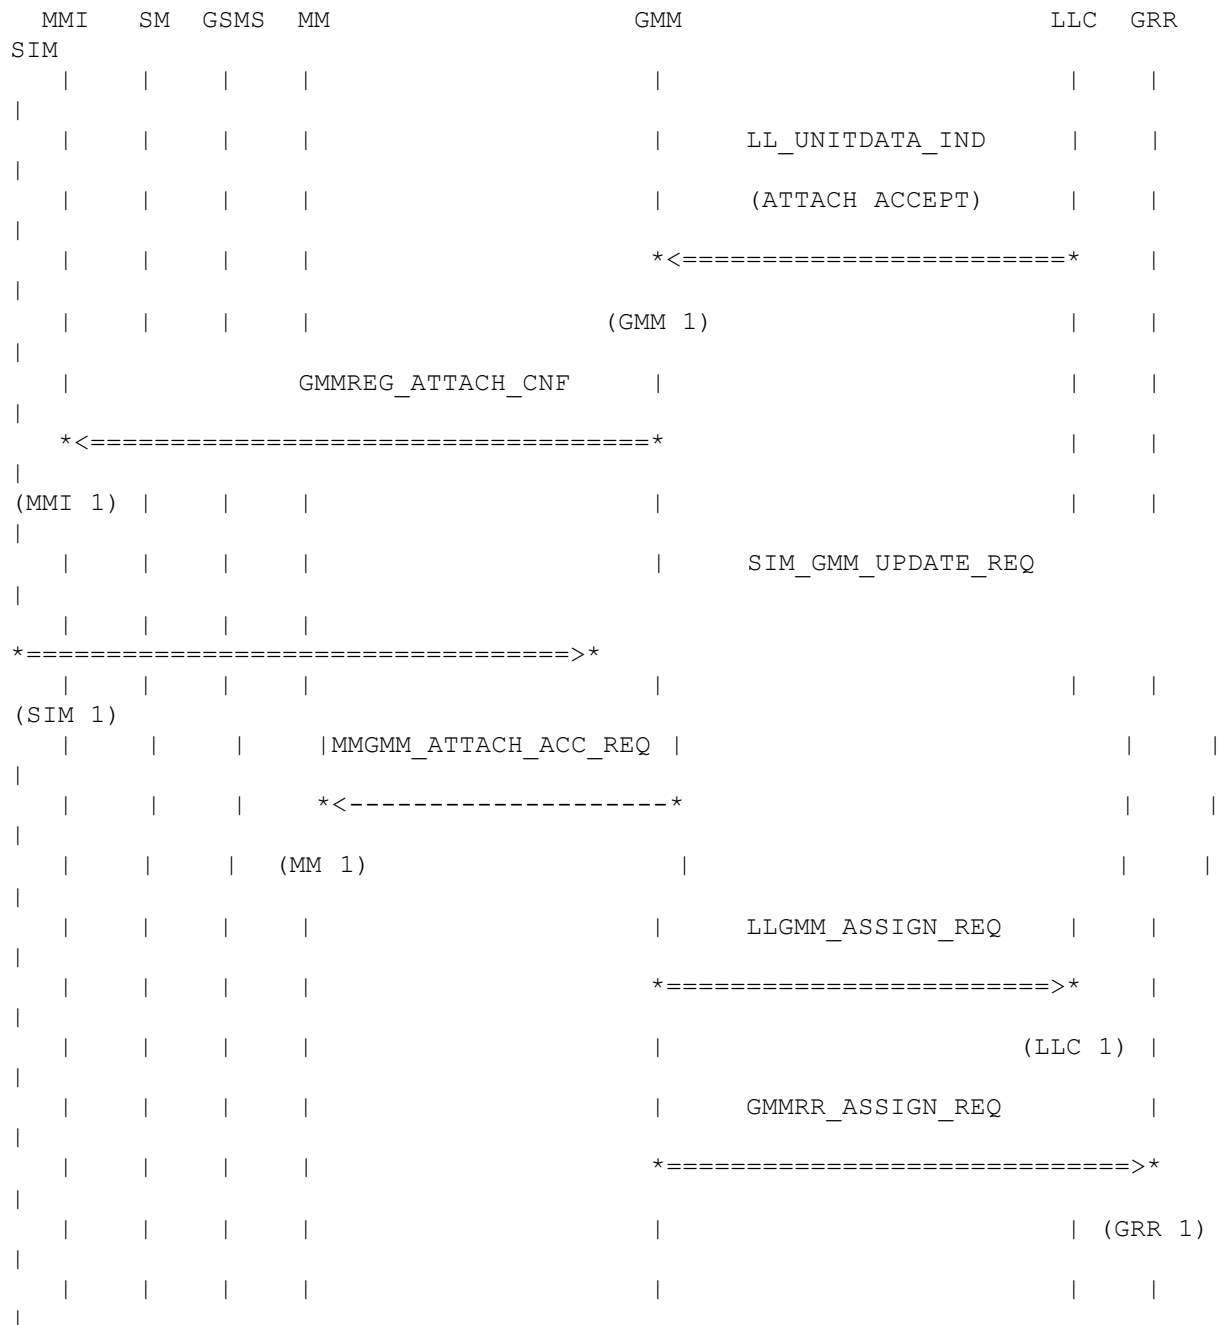 MMI   SM  GSMS  MM                   GMM                       LLC  GRR
SIM
   |    |    |    |                     |                         |    |
|
   |    |    |    |                     |     LL_UNITDATA_IND     |    |
|
   |    |    |    |                     |     (ATTACH ACCEPT)     |    |
|
   |    |    |    |                     *<========================*    |
|
   |    |    |    |                  (GMM 1)                      |    |
|
   |              GMMREG_ATTACH_CNF     |                         |    |
|
   *<===================================*                         |    |
|
(MMI 1) |    |    |                     |                         |    |
|
   |    |    |    |                     |     SIM_GMM_UPDATE_REQ
|
   |    |    |    |
*==================================>*
   |    |    |    |                     |                         |    |
(SIM 1)
   |     |    |    |MMGMM_ATTACH_ACC_REQ |                            |    |
|
   |     |    |    *<--------------------*                            |    |
|
   |    |    |  (MM 1)                   |                           |    |
|
   |    |    |    |                     |     LLGMM_ASSIGN_REQ    |    |
|
   |    |    |    |                     *========================>*    |
|
   |    |    |    |                     |                      (LLC 1) |
|
   |    |    |    |                     |     GMMRR_ASSIGN_REQ         |
|
   |    |    |    |                     *=============================>*
|
   |    |    |    |                     |                         | (GRR 1)
|
   |    |    |    |                     |                         |    |
|